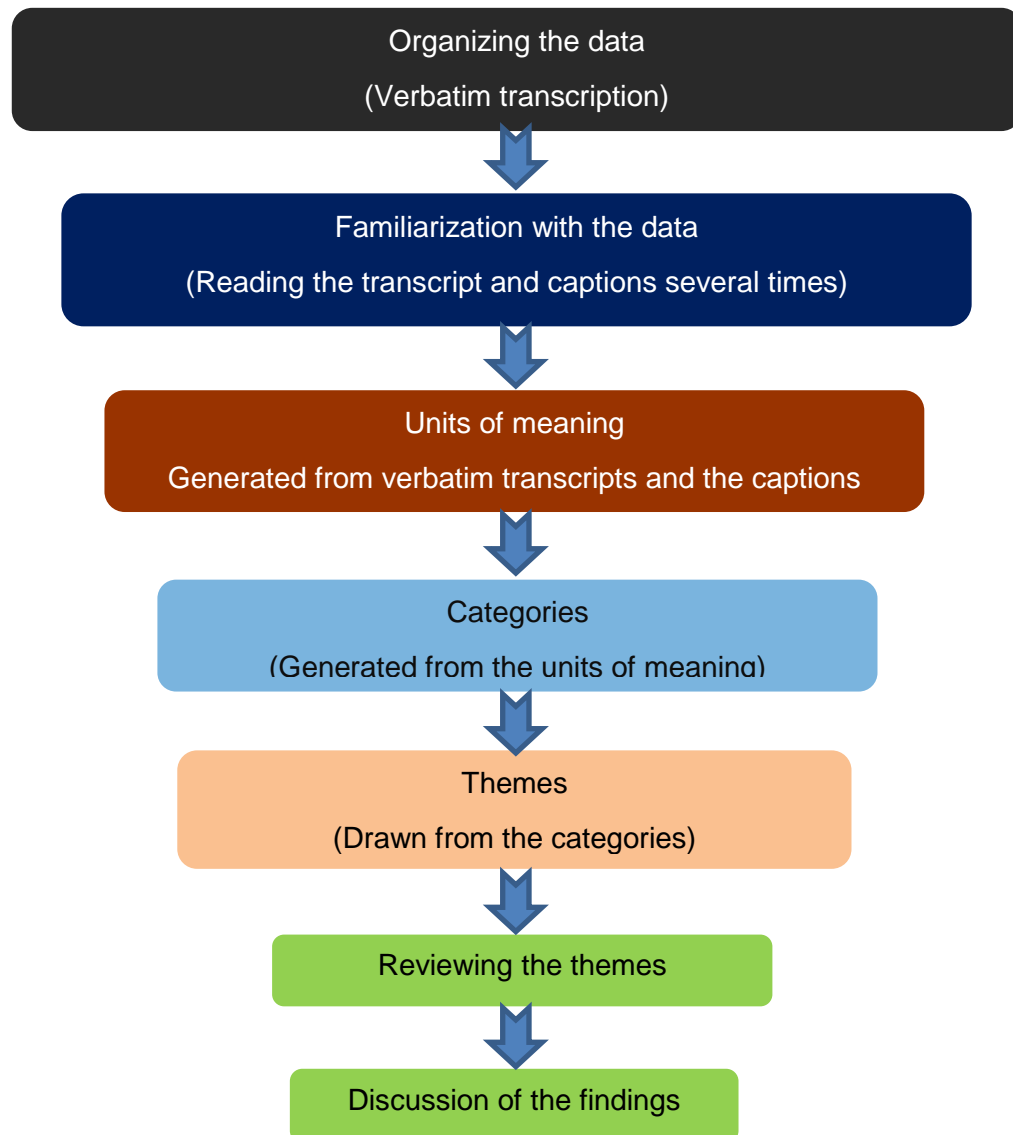 Organizing the data
(Verbatim transcription)
Familiarization with the data
(Reading the transcript and captions several times)
Units of meaning
Generated from verbatim transcripts and the captions
Categories
(Generated from the units of meaning)
Themes
(Drawn from the categories)
Reviewing the themes
Discussion of the findings